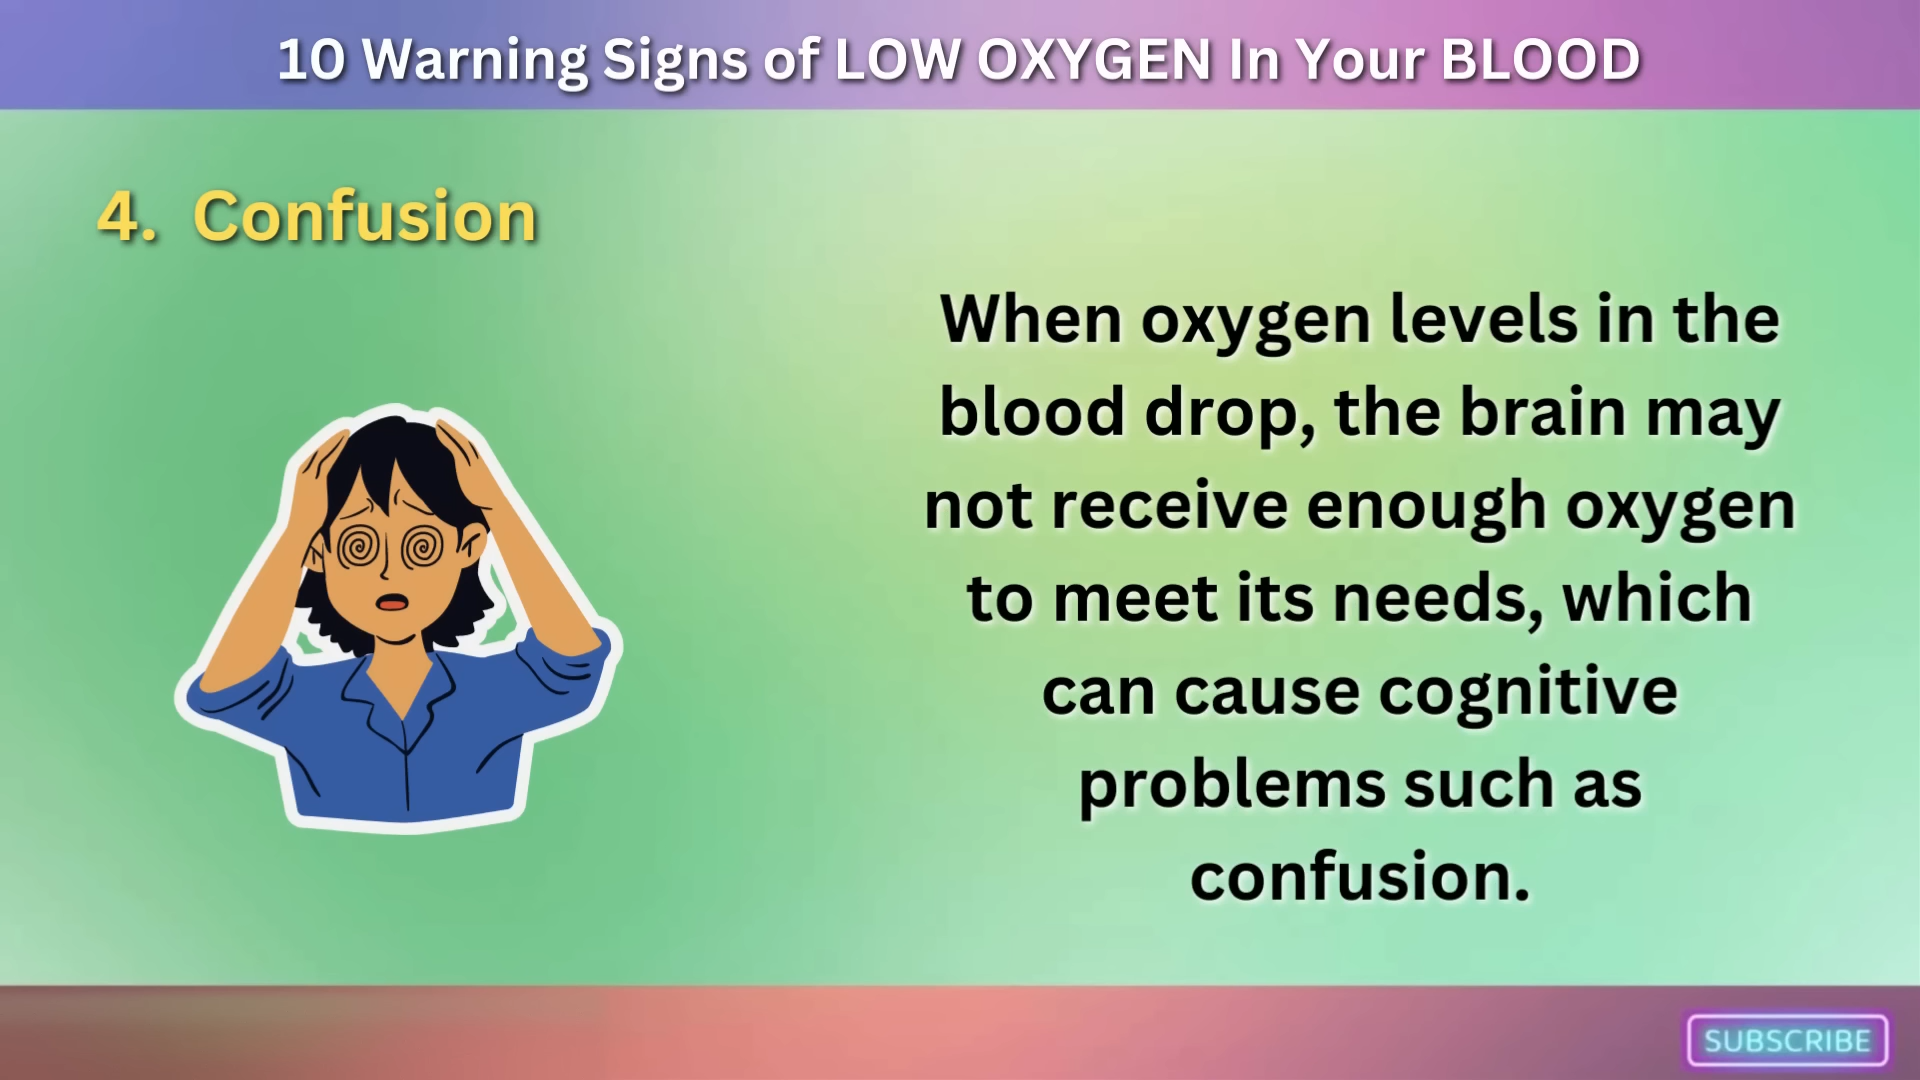 10 Warning Signs of LOW OXYGEN In Your BLOOD
4. Confusion
When oxygen levels in the
blood drop, the brain may
not receive enough oxygen
to meet its needs, which
can cause cognitive
problems such as
confusion.
SUBSCRIBE